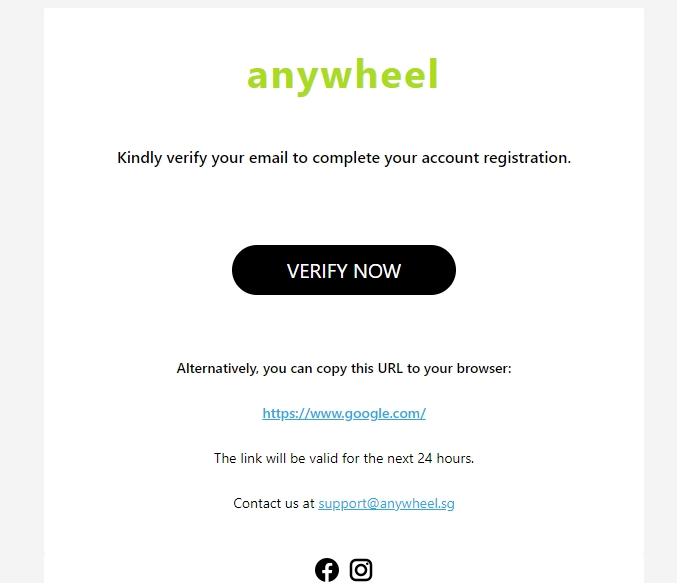 anywheel
Kindly verify your email to complete your account registration.
VERIFY NOW
Alternatively, you can copy this URL to your browser:
https://www.google.com/
The link will be valid for the next 24 hours.
Contact us at support@anywheel.sg